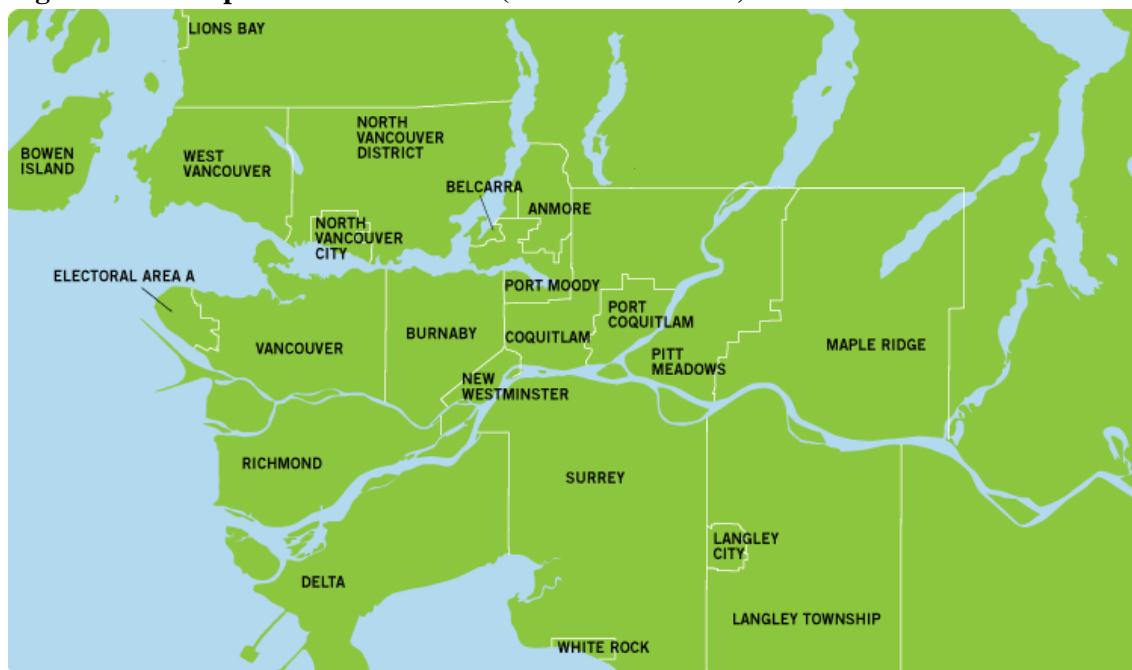 LIONS BAY
BOWEN
ISLAND
WEST
VANCOUVER
NORTH
VANCOUVER
DISTRICT
BELCARRA
ANMORE
NORTH
VANCOUVER
CITY
ELECTORAL AREA A
PORT MOODY
VANCOUVER
BURNABY
COQUITLAM
PORT
COQUITLAM
PITT
MEADOWS
MAPLE RIDGE
NEW
WESTMINSTER
RICHMOND
SURREY
LANGLEY
CITY
DELTA
LANGLEY TOWNSHIP
WHITE ROCK